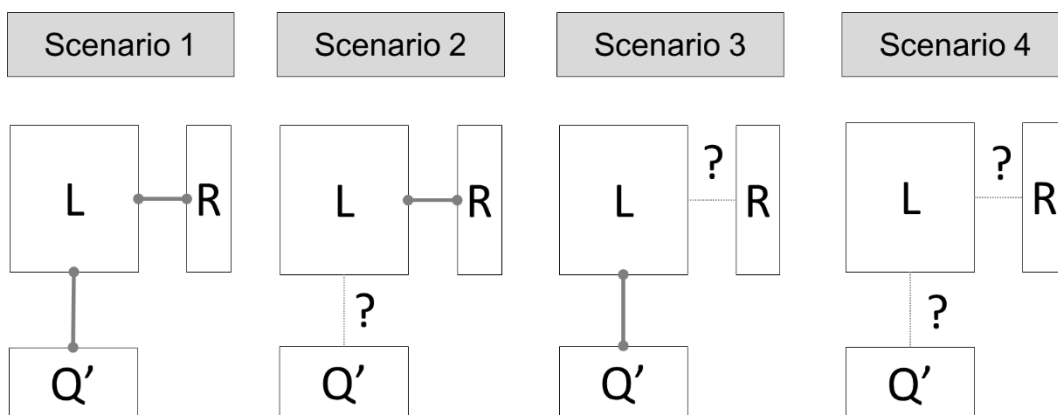 Scenario 1
Scenario 2
Scenario 3
Scenario 4
L
R
L
R
L
?
R
L
?
R
?
?
Q’
Q’
Q’
Q’